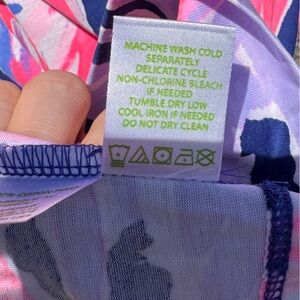 MACHINE WASH COLD
SEPARATELY
DELICATE CYCLE
NON-CHLORINE BLEACH
IF NEEDED
TUMBLE DRY LOW
COOL IRON IF NEEDED
DO NOT DRY CLEAN